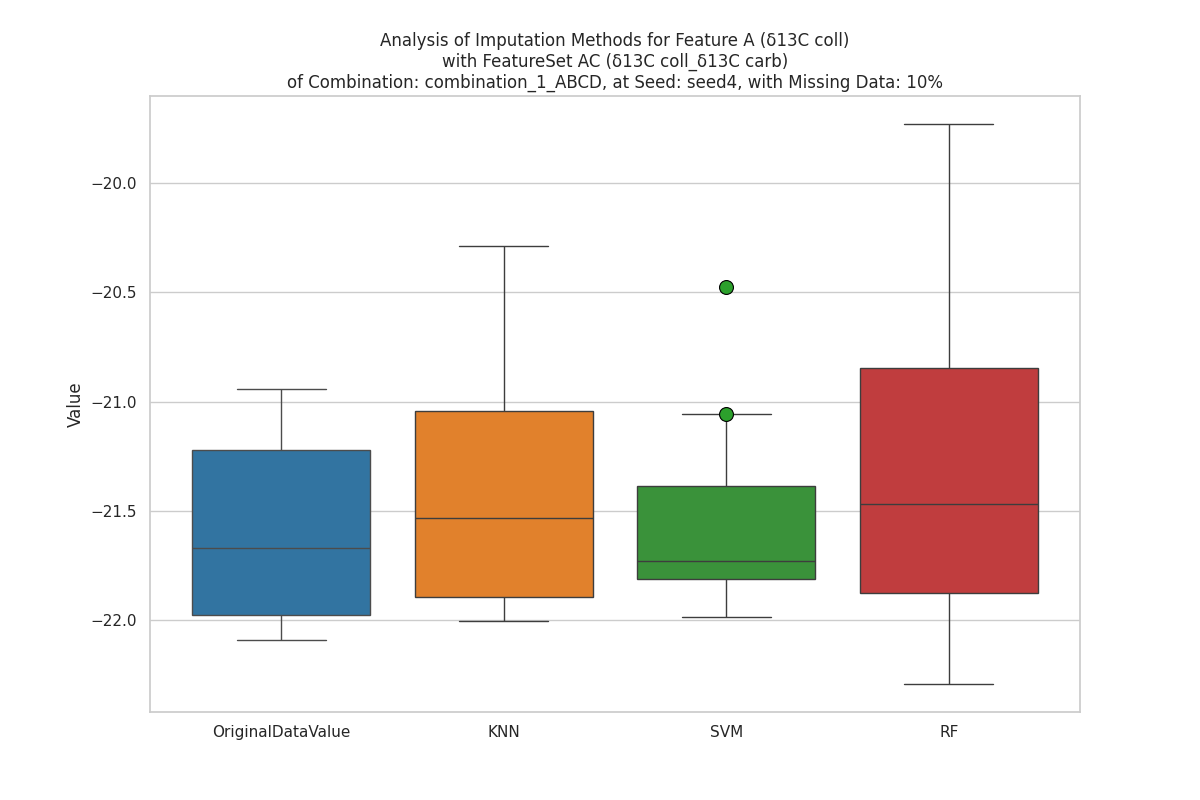 Analysis of Imputation Methods for Feature A (δ13C coll)
with FeatureSet AC (δ13C coll_δ13C carb)
of Combination: combination_1_ABCD, at Seed: seed4, with Missing Data: 10%
−20.0
−20.5
−21.0
−21.5
−22.0
Value
OriginalDataValue
KNN
SVM
RF